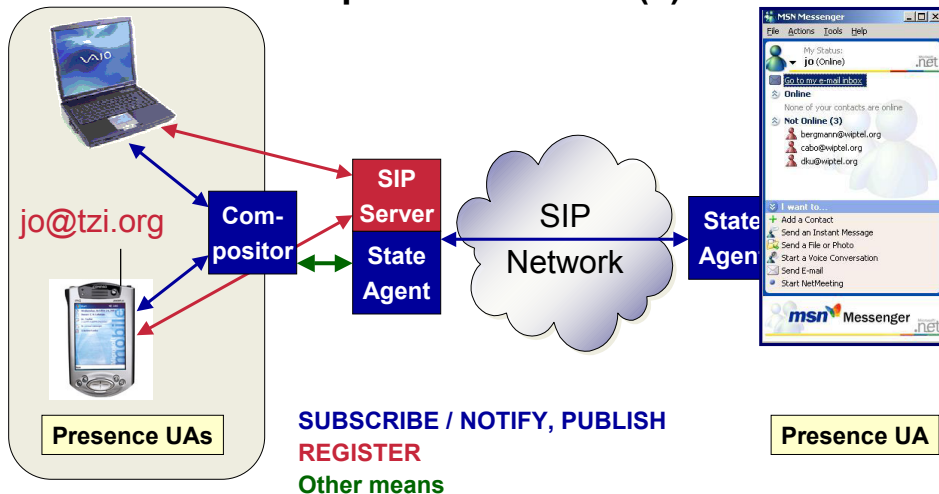 VAIO
jo@tzi.org
Com-
positor
SIP
Server
State
Agent
SIP
Network
State
Agent
Presence UAs
SUBSCRIBE / NOTIFY, PUBLISH
REGISTER
Other means
MSN Messenger
File Actions Tools Help
My Status:
jo (Online)
.net
Go to my e-mail inbox
Online
None of your contacts are online
Not Online (3)
bergmann@wiptel.org
cabo@wiptel.org
dku@wiptel.org
I want to...
Add a Contact
Send an Instant Message
Send a File or Photo
Start a Voice Conversation
Send E-mail
Start NetMeeting
msn Messenger
.net
Presence UA